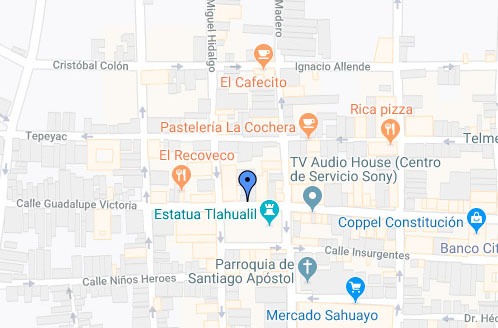 Miguel Hidalgo
Madero
Cristóbal Colón
El Cafecito
Ignacio Allende
Rica pizza
Pastelería La Cochera
Tepeyac
Telme
El Recoveco
TV Audio House (Centro
de Servicio Sony)
Calle Guadalupe Victoria
Estatua Tlahualil
Coppel Constitución
Calle Insurgentes
Banco Cit
Parroquia de
Santiago Apóstol
Calle Niños Heroes
Mercado Sahuayo
Dr. Héc